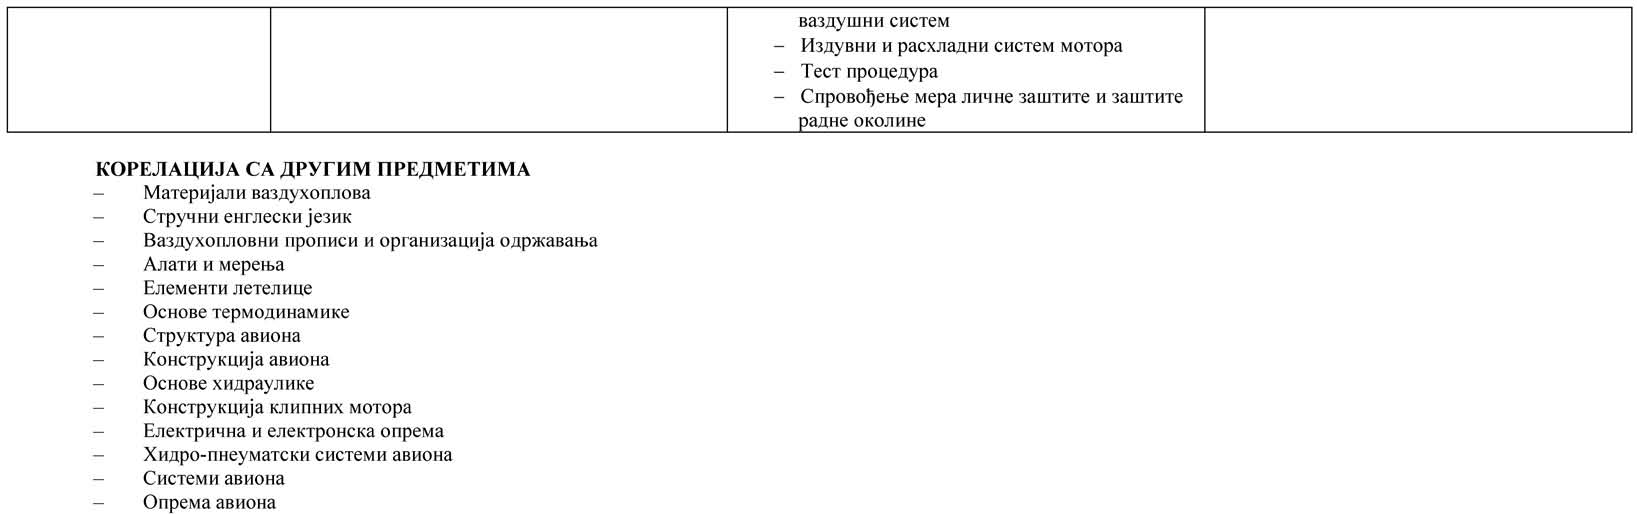 ваздушни систем
– Издувни и расхладни систем мотора
– Тест процедура
– Спровођење мера личне заштите и заштите
радне околине
КОРЕЛАЦИЈА СА ДРУГИМ ПРЕДМЕТИМА
– Материјали ваздухоплова
– Стручни енглески језик
– Ваздухопловни прописи и организација одржавања
– Алати и мерења
– Елементи летелице
– Основе термодинамике
– Структура авиона
– Конструкција авиона
– Основе хидраулике
– Конструкција клипних мотора
– Електрична и електронска опрема
– Хидро-пнеуматски системи авиона
– Системи авиона
– Опрема авиона